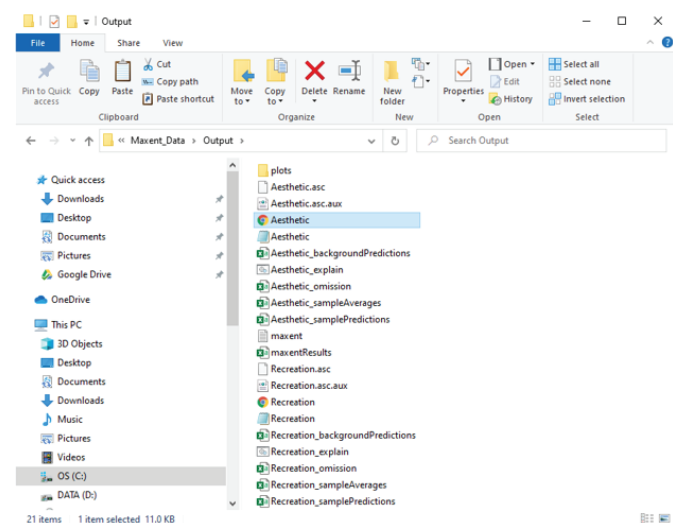 Output
File Home Share View
Pin to Quick access
Copy
Paste
Cut
Copy path
Paste shortcut
Clipboard
Move to
Copy to
Delete
Rename
Organize
New folder
New
Properties
Open
Edit
History
Open
Select all
Select none
Invert selection
Select
« Maxent_Data › Output ›
Search Output
Quick access
Downloads
Desktop
Documents
Pictures
Google Drive
OneDrive
This PC
3D Objects
Desktop
Documents
Downloads
Music
Pictures
Videos
OS (C:)
DATA (D:)
plots
Aesthetic.asc
Aesthetic.asc.aux
Aesthetic
Aesthetic
Aesthetic_backgroundPredictions
Aesthetic_explain
Aesthetic_omission
Aesthetic_sampleAverages
Aesthetic_samplePredictions
maxent
maxentResults
Recreation.asc
Recreation.asc.aux
Recreation
Recreation
Recreation_backgroundPredictions
Recreation_explain
Recreation_omission
Recreation_sampleAverages
Recreation_samplePredictions
21 items 1 item selected 11.0 KB